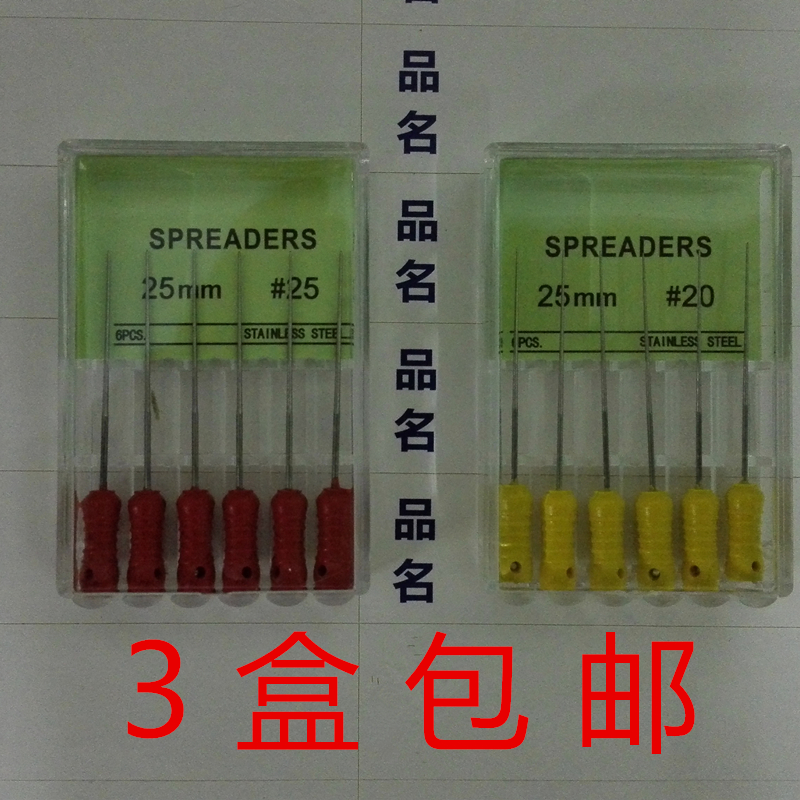 品
名
品
名
品
名
品
名
SPREADERS
25mm #25
6PCS. STAINLESS STEEL
SPREADERS
25mm #20
6PCS. STAINLESS STEEL
3盒包邮